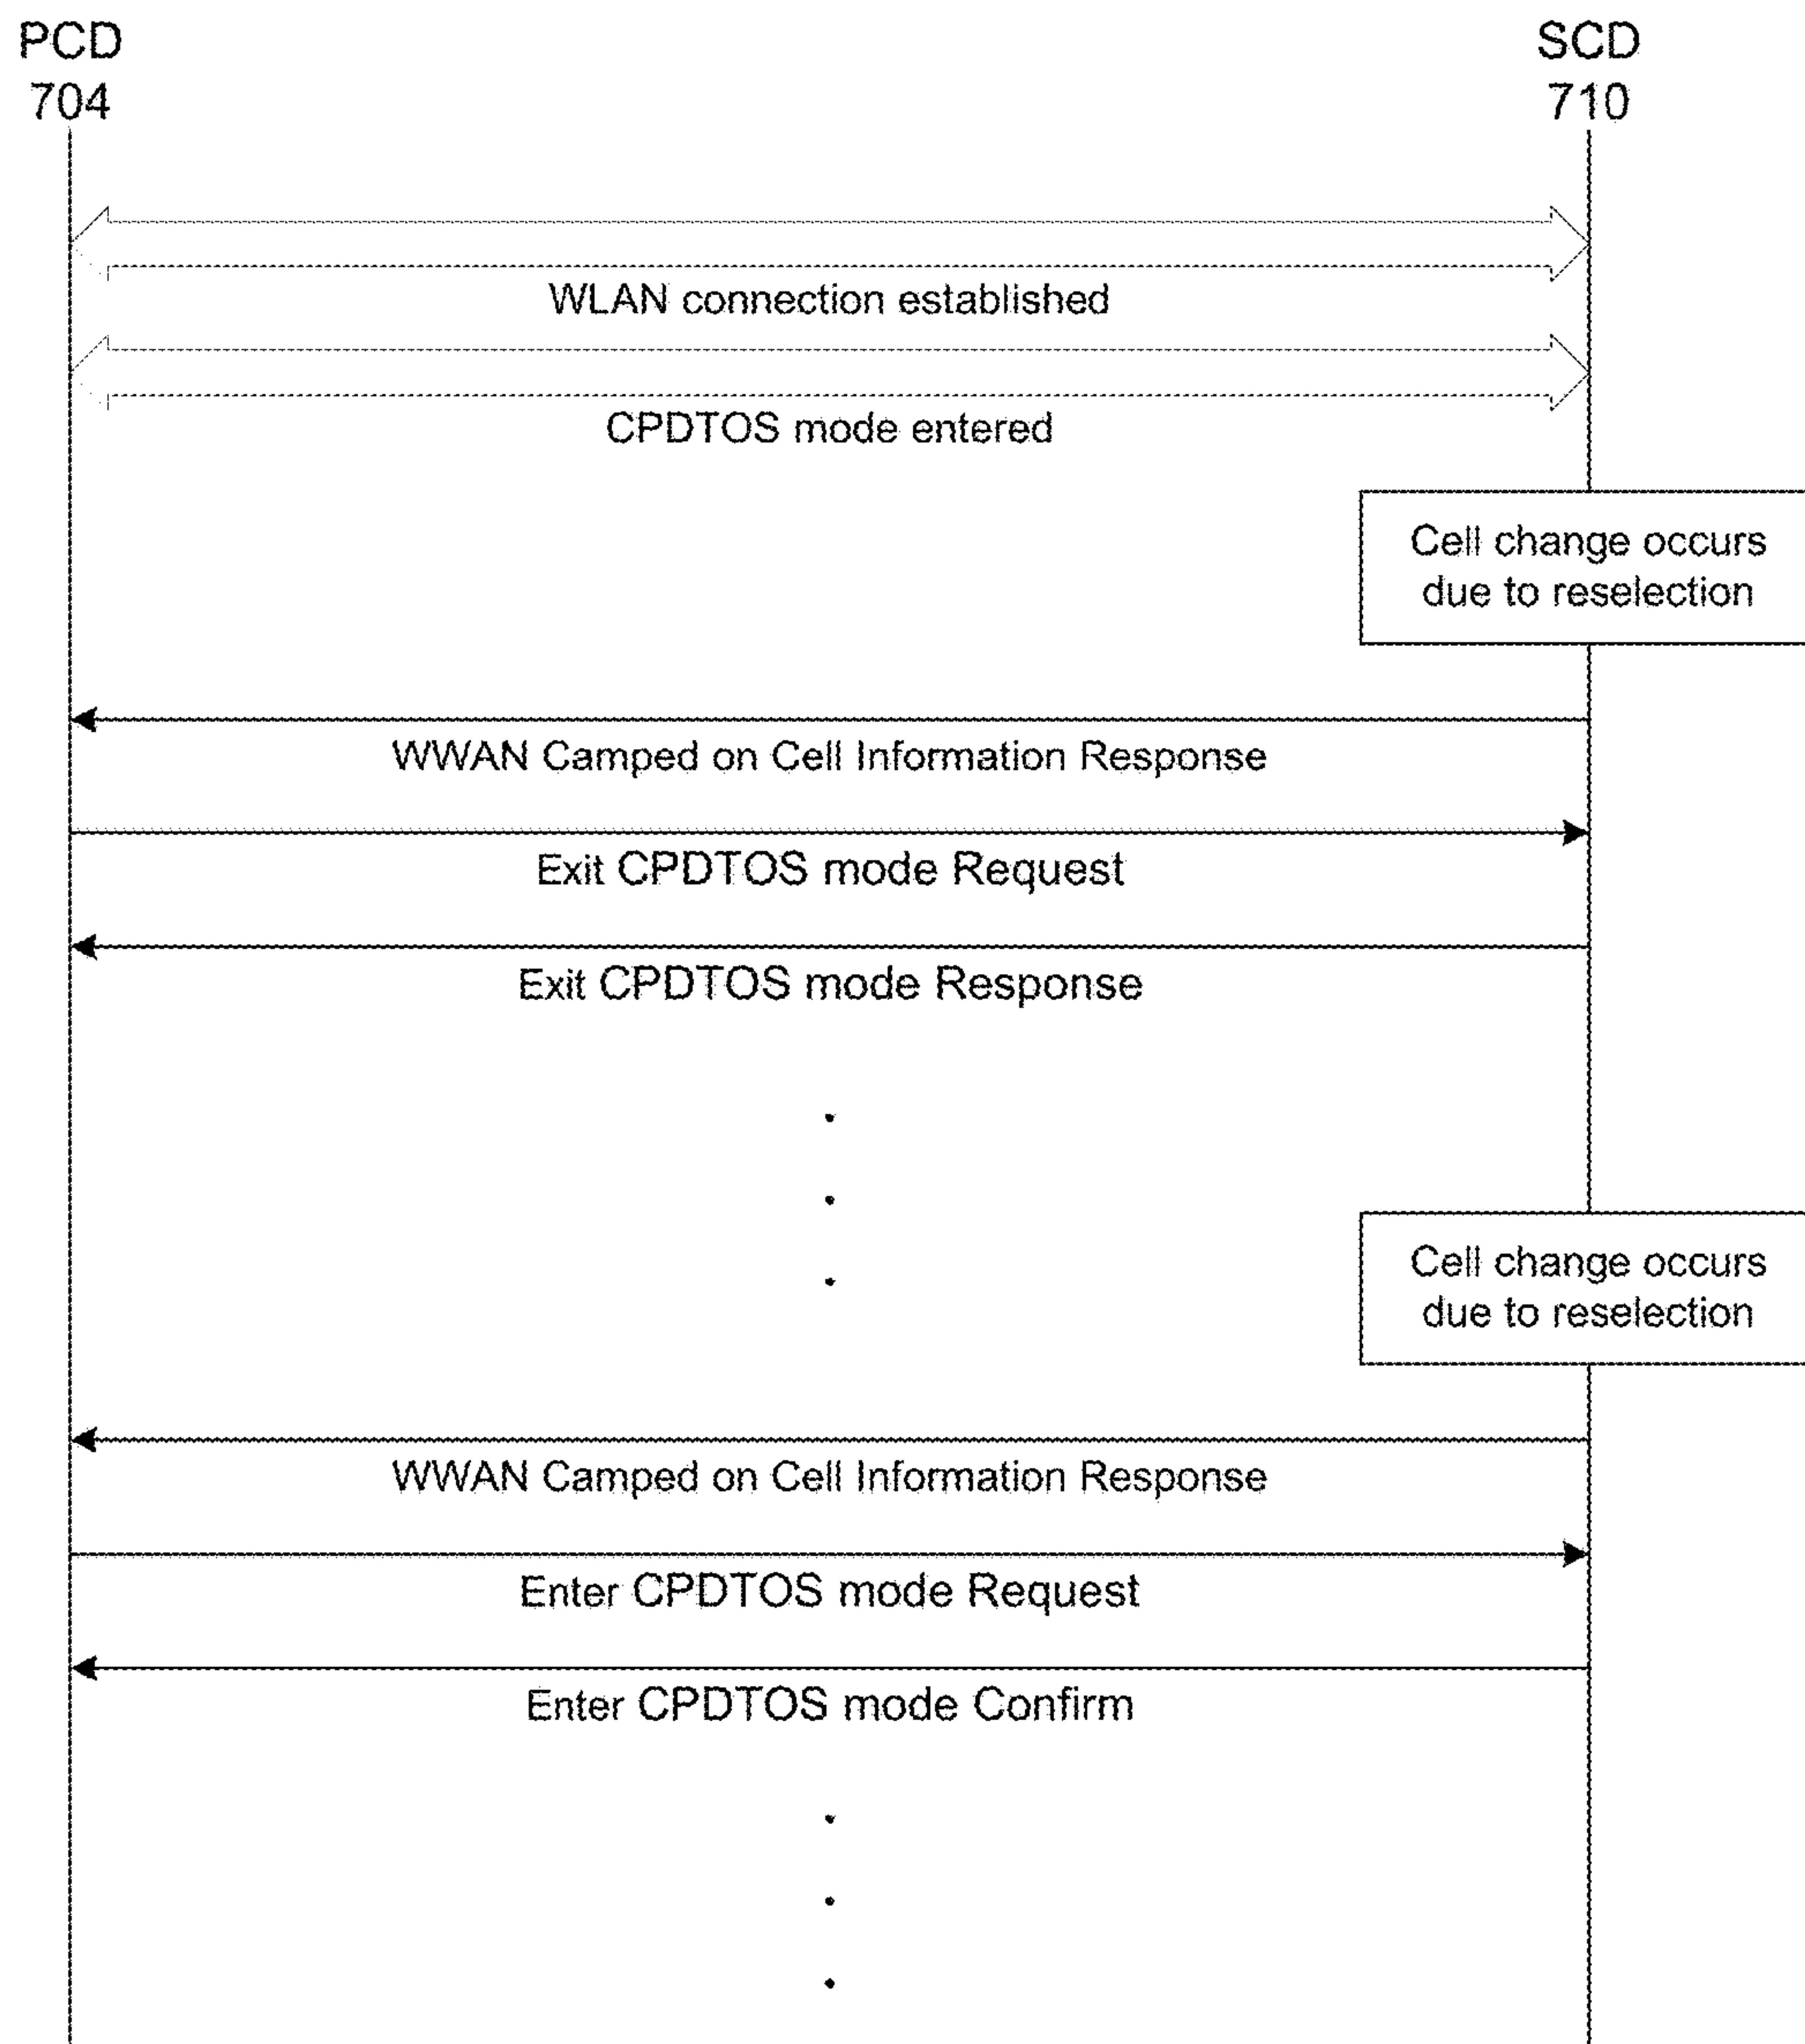 PCD
704
SCD
710
WLAN connection established
CPDTOS mode entered
Cell change occurs
due to reselection
WWAN Camped on Cell Information Response
Exit CPDTOS mode Request
Exit CPDTOS mode Response
Cell change occurs
due to reselection
WWAN Camped on Cell Information Response
Enter CPDTOS mode Request
Enter CPDTOS mode Confirm